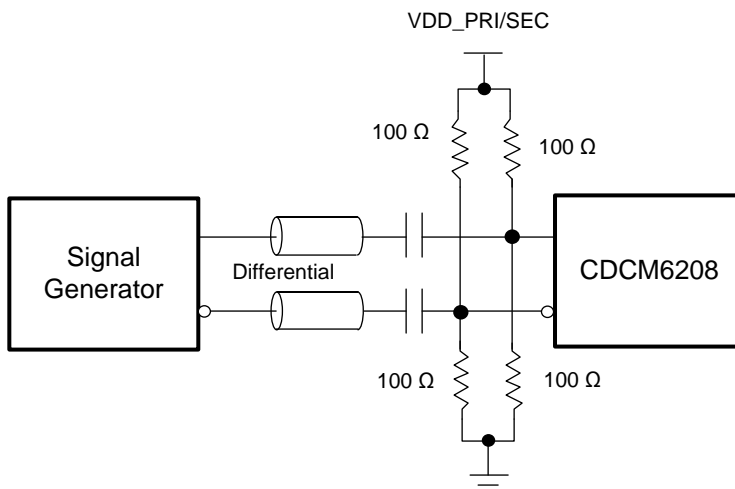 VDD_PRI/SEC
100 Ω
100 Ω
Signal
Generator
Differential
CDCM6208
100 Ω
100 Ω